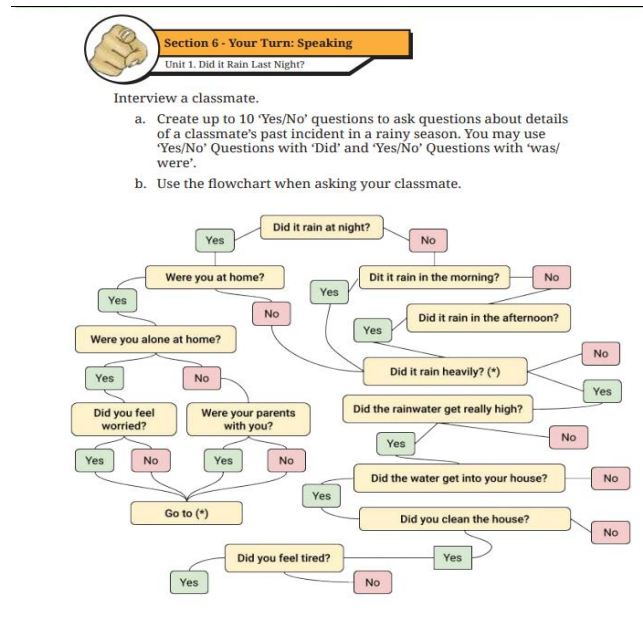 Section 6 - Your Turn: Speaking
Unit 1. Did it Rain Last Night?
Interview a classmate.
a. Create up to 10 ‘Yes/No’ questions to ask questions about details
of a classmate’s past incident in a rainy season. You may use
‘Yes/No’ Questions with ‘Did’ and ‘Yes/No’ Questions with ‘was/
were’.
b. Use the flowchart when asking your classmate.
Did it rain at night?
Yes
No
Were you at home?
Dit it rain in the morning?
No
Yes
Yes
No
Did it rain in the afternoon?
Yes
Were you alone at home?
No
Did it rain heavily? (*)
Yes
No
Yes
Did you feel
worried?
Were your parents
with you?
Did the rainwater get really high?
No
Yes
Yes
No
Yes
No
Did the water get into your house?
No
Yes
Go to (*)
Did you clean the house?
No
Did you feel tired?
Yes
Yes
No